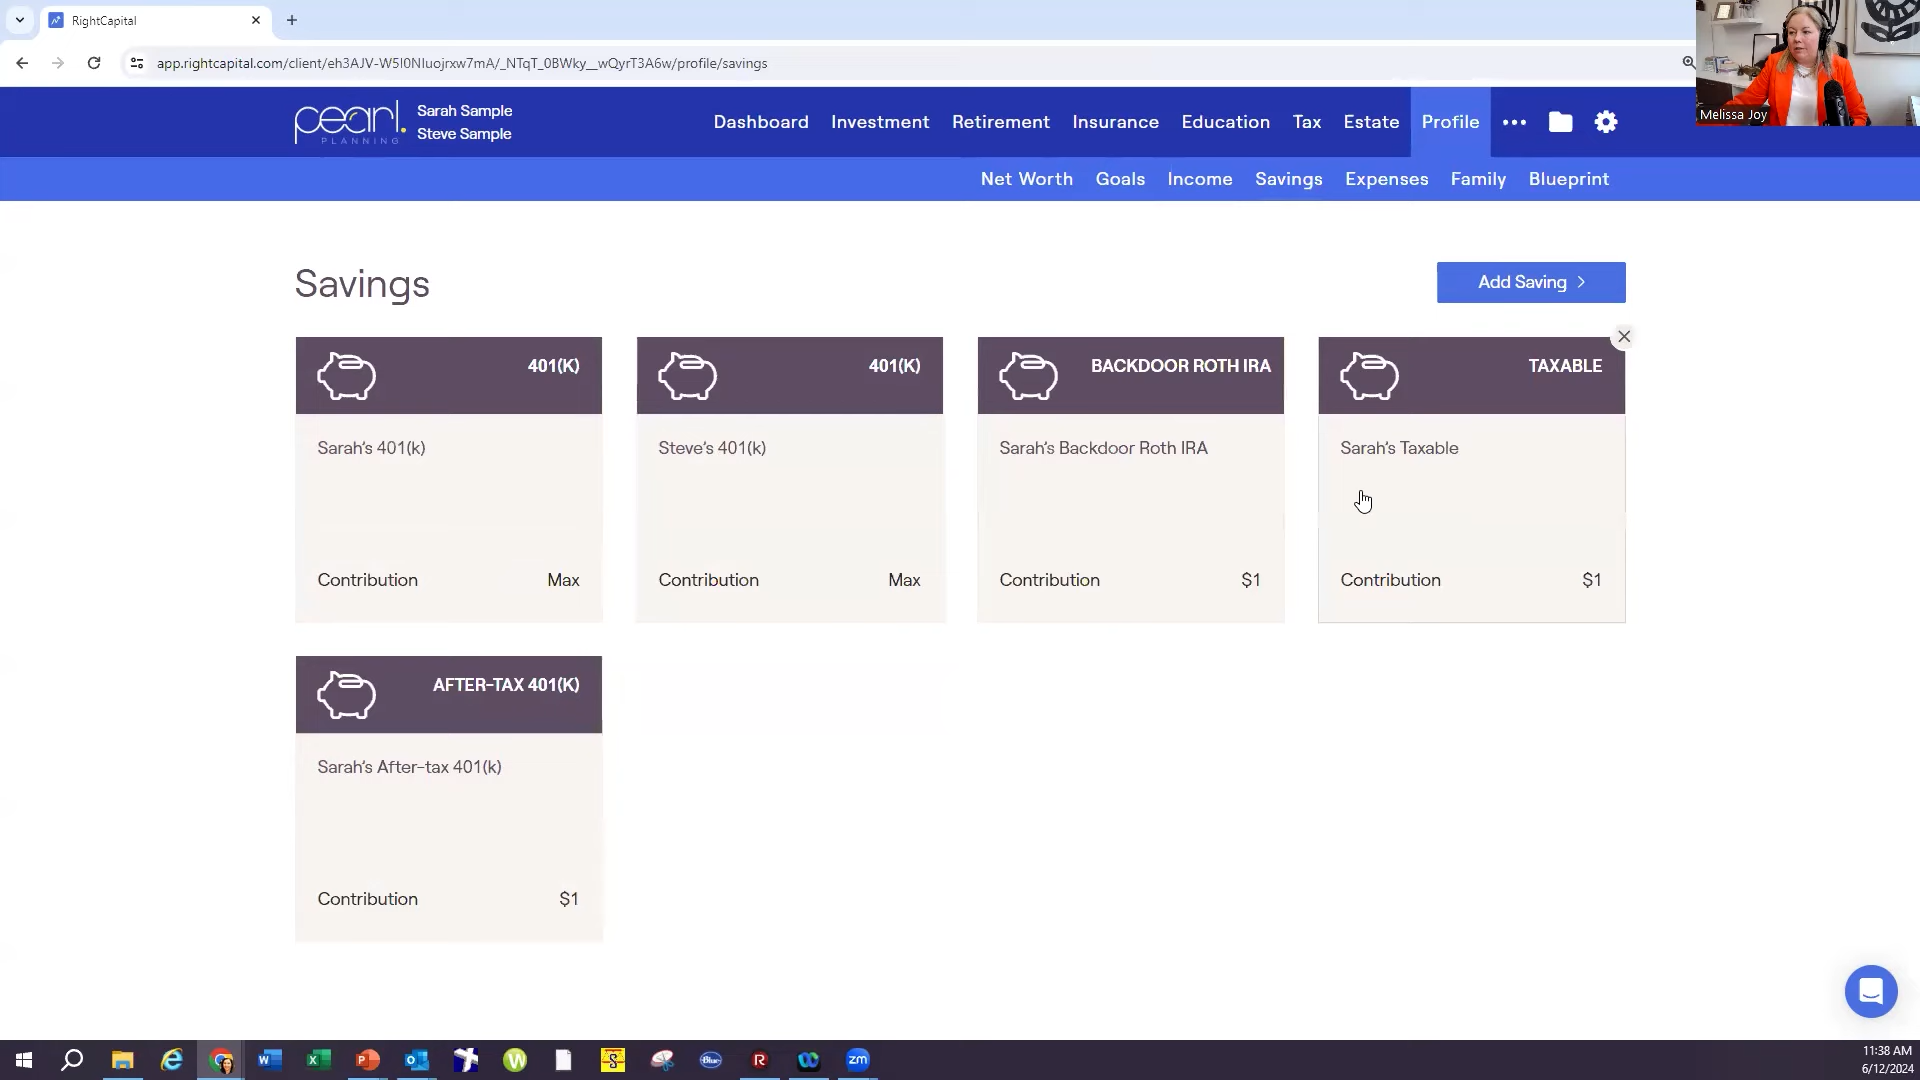 RightCapital
app.rightcapital.com/client/eh3AJV-W5I0NIuojrxw7mA/_NTqT_0BWky__wQyrT3A6w/profile/savings
Melissa Joy
pearl.
PLANNING
Sarah Sample
Steve Sample
Dashboard
Investment
Retirement
Insurance
Education
Tax
Estate
Profile
Net Worth
Goals
Income
Savings
Expenses
Family
Blueprint
Savings
Add Saving
401(K)
Sarah's 401(k)
Contribution Max
401(K)
Steve's 401(k)
Contribution Max
BACKDOOR ROTH IRA
Sarah's Backdoor Roth IRA
Contribution $1
TAXABLE
Sarah's Taxable
Contribution $1
AFTER-TAX 401(K)
Sarah's After-tax 401(k)
Contribution $1
zm
11:38 AM
6/12/2024